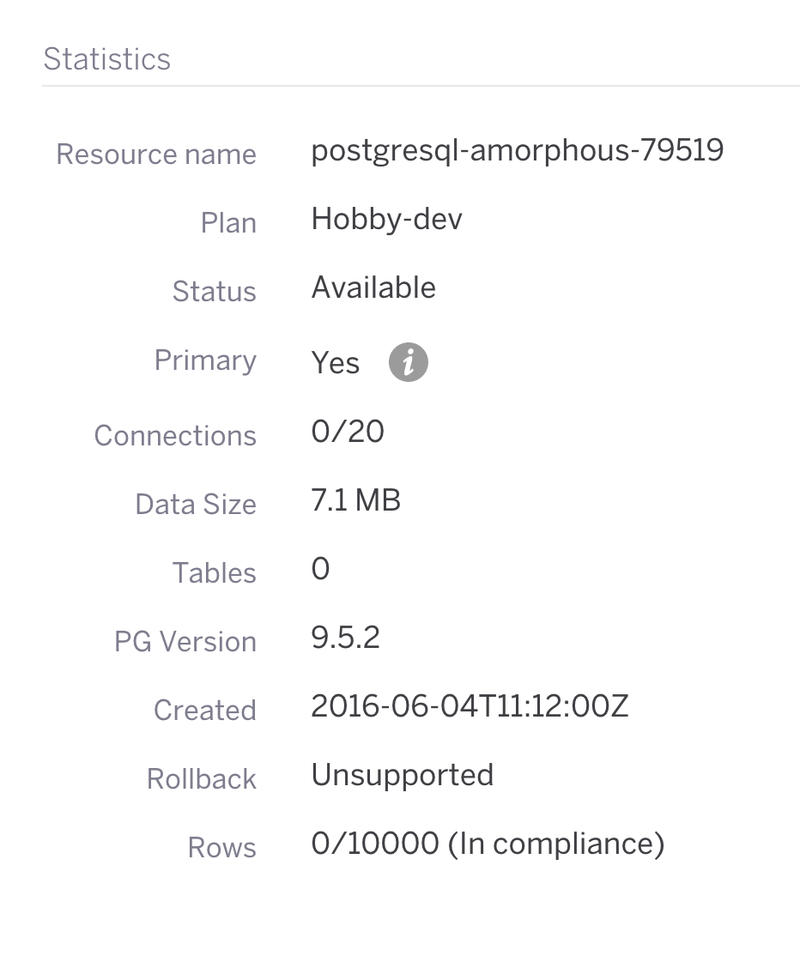 Statistics
Resource name postgresql-amorphous-79519
Plan Hobby-dev
Status Available
Primary Yes i
Connections 0/20
Data Size 7.1 MB
Tables 0
PG Version 9.5.2
Created 2016-06-04T11:12:00Z
Rollback Unsupported
Rows 0/10000 (In compliance)